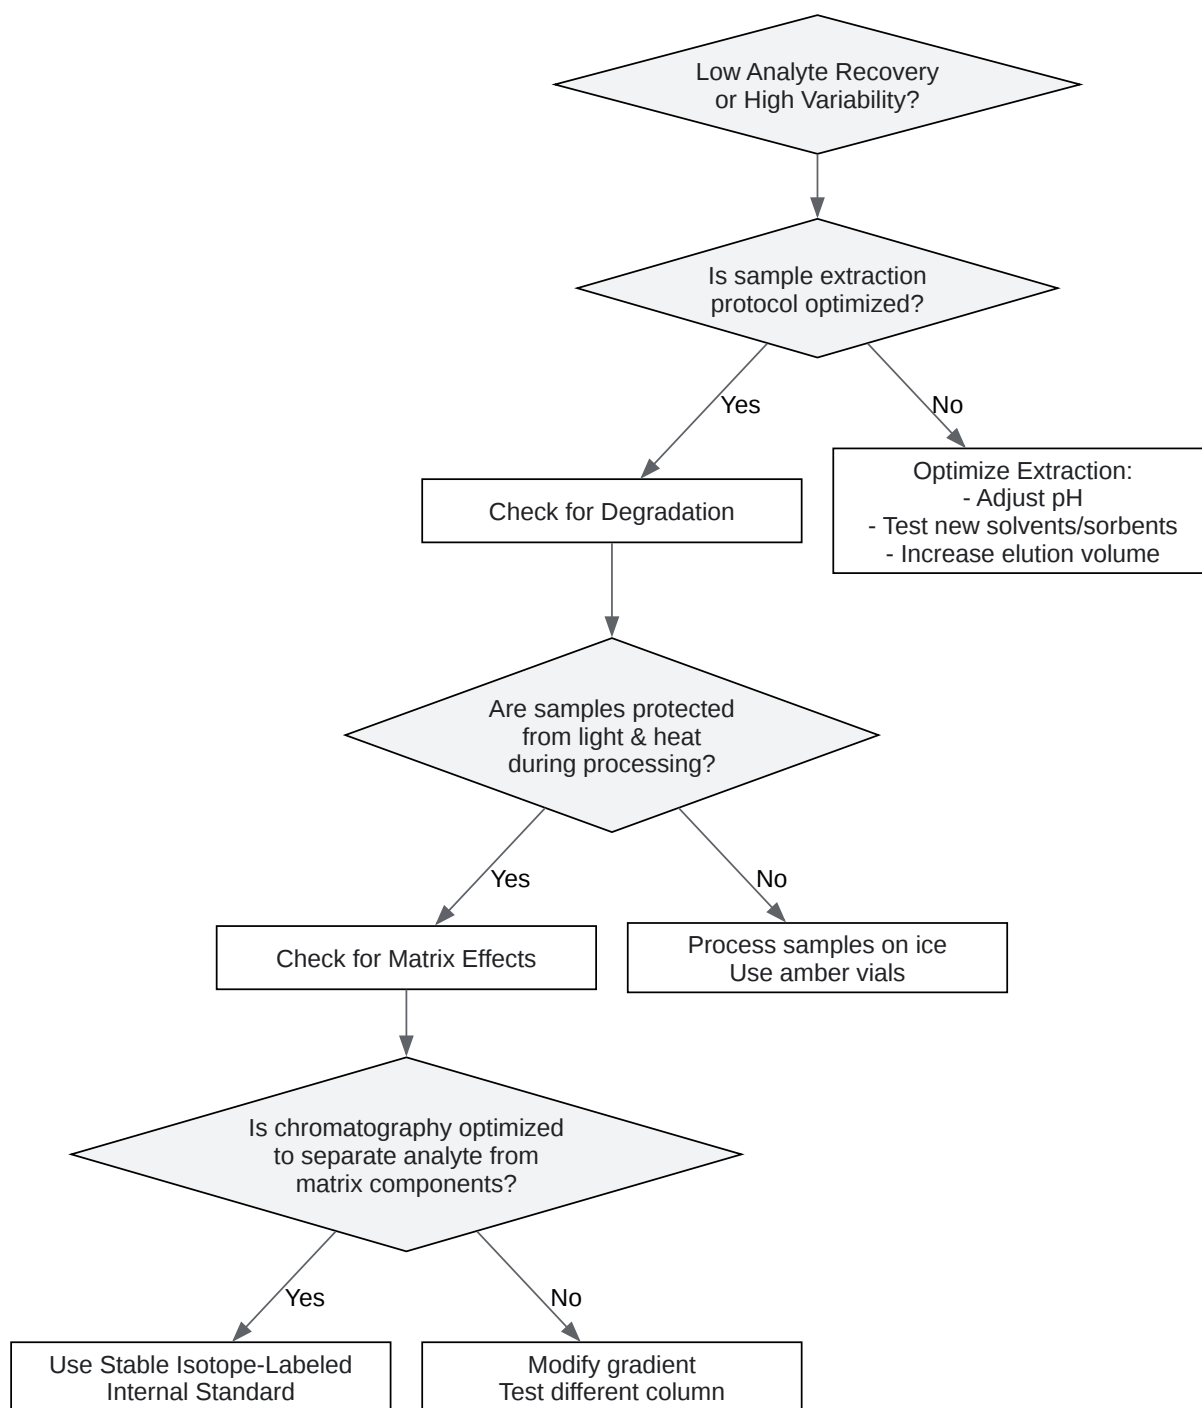 Low Analyte Recovery
or High Variability?
Is sample extraction
protocol optimized?
Yes
No
Optimize Extraction:
- Adjust pH
- Test new solvents/sorbents
- Increase elution volume
Check for Degradation
Are samples protected
from light & heat
during processing?
Yes
No
Check for Matrix Effects
Process samples on ice
Use amber vials
Is chromatography optimized
to separate analyte from
matrix components?
Yes
No
Use Stable Isotope-Labeled
Internal Standard
Modify gradient
Test different column